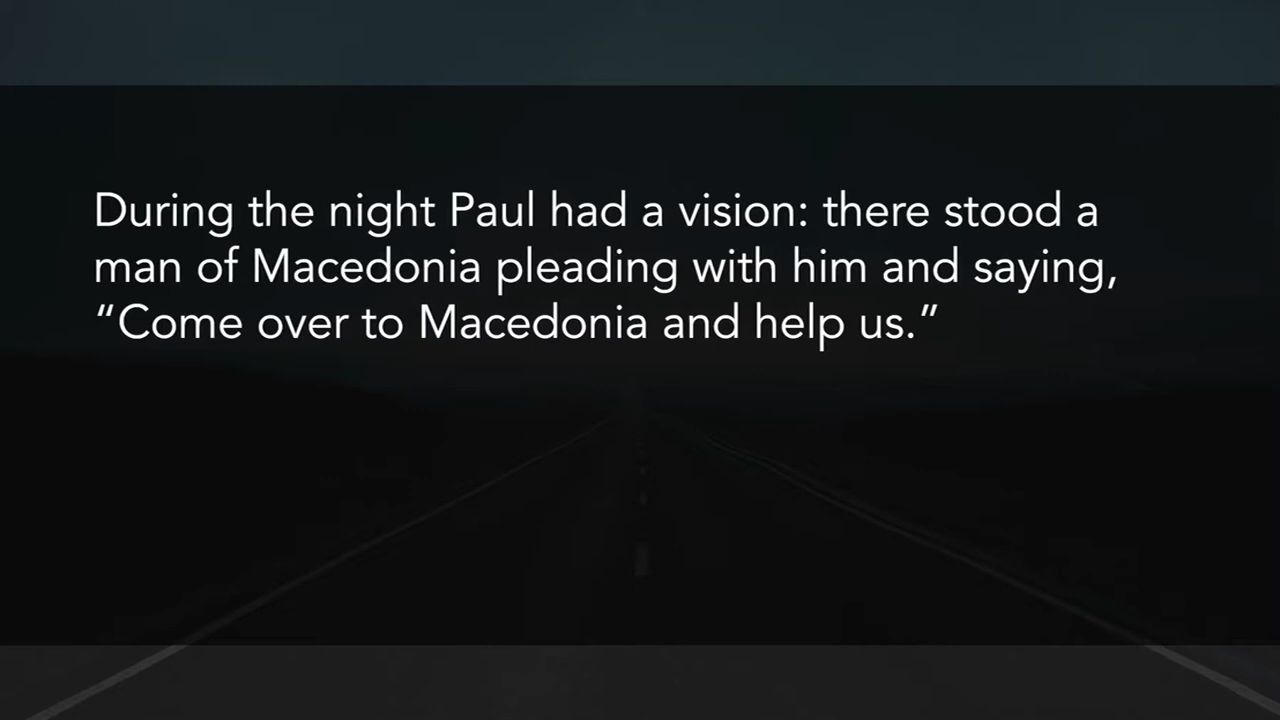 During the night Paul had a vision: there stood a
man of Macedonia pleading with him and saying,
“Come over to Macedonia and help us.”